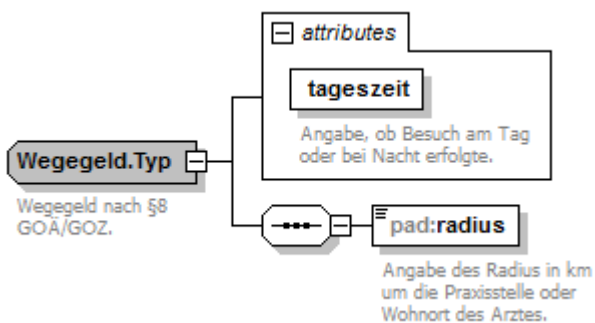 attributes
tageszeit
Angabe, ob Besuch am Tag
oder bei Nacht erfolgte.
Wegegeld.Typ
Wegegeld nach §8
GOÄ/GOZ.
pad:radius
Angabe des Radius in km
um die Praxisstelle oder
Wohnort des Arztes.